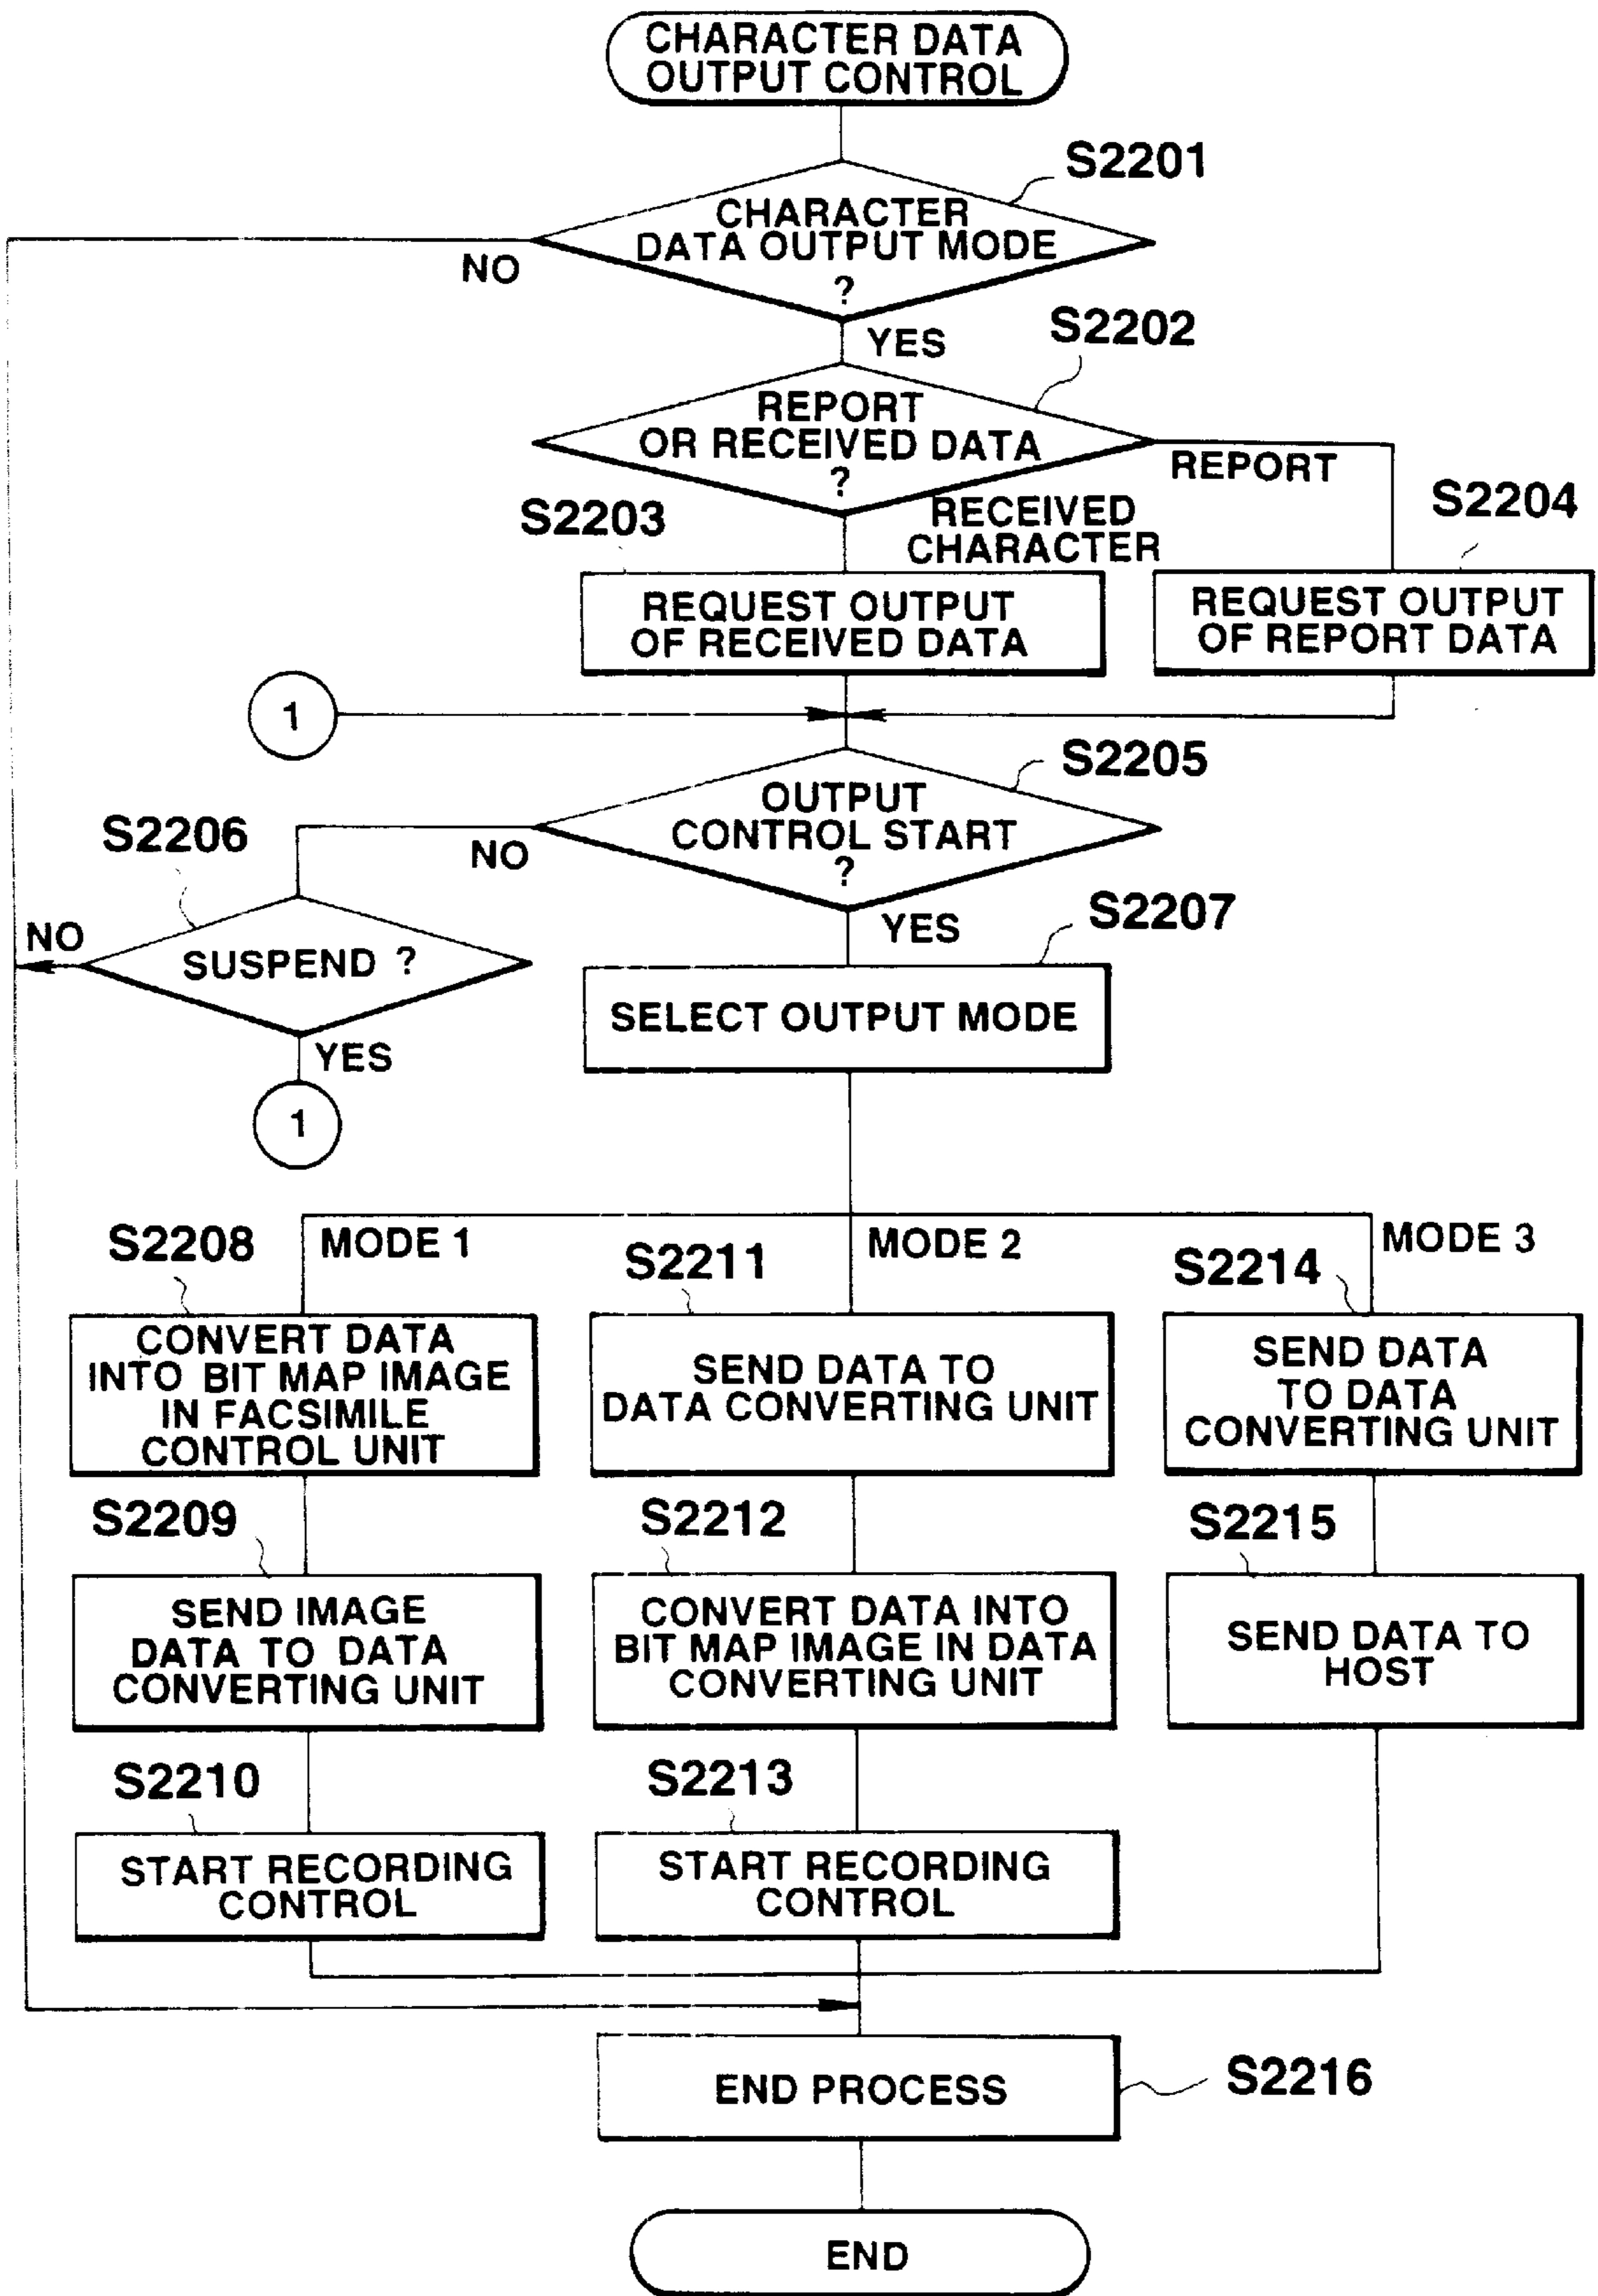 CHARACTER DATA
OUTPUT CONTROL
S2201
CHARACTER
DATA OUTPUT MODE
?
NO
YES
S2202
REPORT
OR RECEIVED DATA
?
REPORT
RECEIVED
CHARACTER
S2203
REQUEST OUTPUT
OF RECEIVED DATA
S2204
REQUEST OUTPUT
OF REPORT DATA
1
S2205
OUTPUT
CONTROL START
?
NO
YES
S2206
SUSPEND ?
NO
YES
1
S2207
SELECT OUTPUT MODE
MODE 1
MODE 2
MODE 3
S2208
CONVERT DATA
INTO BIT MAP IMAGE
IN FACSIMILE
CONTROL UNIT
S2209
SEND IMAGE
DATA TO DATA
CONVERTING UNIT
S2210
START RECORDING
CONTROL
S2211
SEND DATA TO
DATA CONVERTING UNIT
S2212
CONVERT DATA INTO
BIT MAP IMAGE IN DATA
CONVERTING UNIT
S2213
START RECORDING
CONTROL
S2214
SEND DATA
TO DATA
CONVERTING UNIT
S2215
SEND DATA TO
HOST
END PROCESS
S2216
END